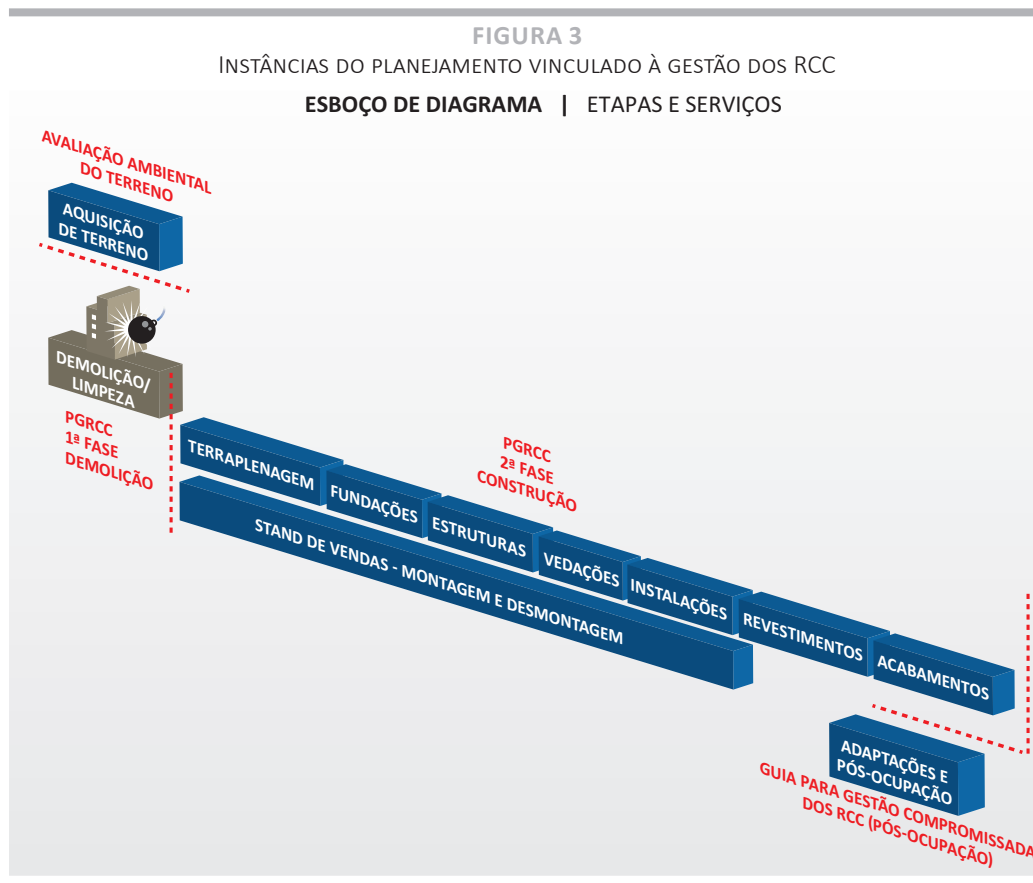 FIGURA 3
INSTÂNCIAS DO PLANEJAMENTO VINCULADO À GESTÃO DOS RCC
ESBOÇO DE DIAGRAMA | ETAPAS E SERVIÇOS
AVALIAÇÃO AMBIENTAL
DO TERRENO
AQUISIÇÃO
DE TERRENO
DEMOLIÇÃO/
LIMPEZA
PGRCC
1ª FASE
DEMOLIÇÃO
PGRCC
2ª FASE
CONSTRUÇÃO
TERRAPLENAGEM
FUNDAÇÕES
ESTRUTURAS
VEDAÇÕES
INSTALAÇÕES
REVESTIMENTOS
ACABAMENTOS
STAND DE VENDAS - MONTAGEM E DESMONTAGEM
ADAPTAÇÕES E
PÓS-OCUPAÇÃO
GUIA PARA GESTÃO COMPROMISSADA
DOS RCC (PÓS-OCUPAÇÃO)